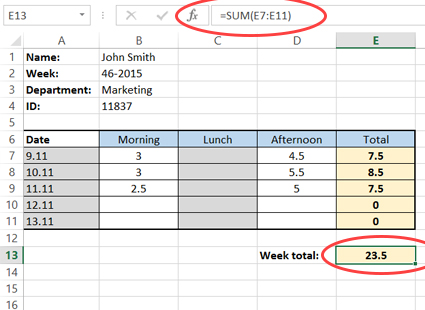 E13 fx =SUM(E7:E11)
A B C D E
1 Name: John Smith
2 Week: 46-2015
3 Department: Marketing
4 ID: 11837
5
6 Date Morning Lunch Afternoon Total
7 9.11 3 4.5 7.5
8 10.11 3 5.5 8.5
9 11.11 2.5 5 7.5
10 12.11 0
11 13.11 0
12
13 Week total: 23.5
14
15
16